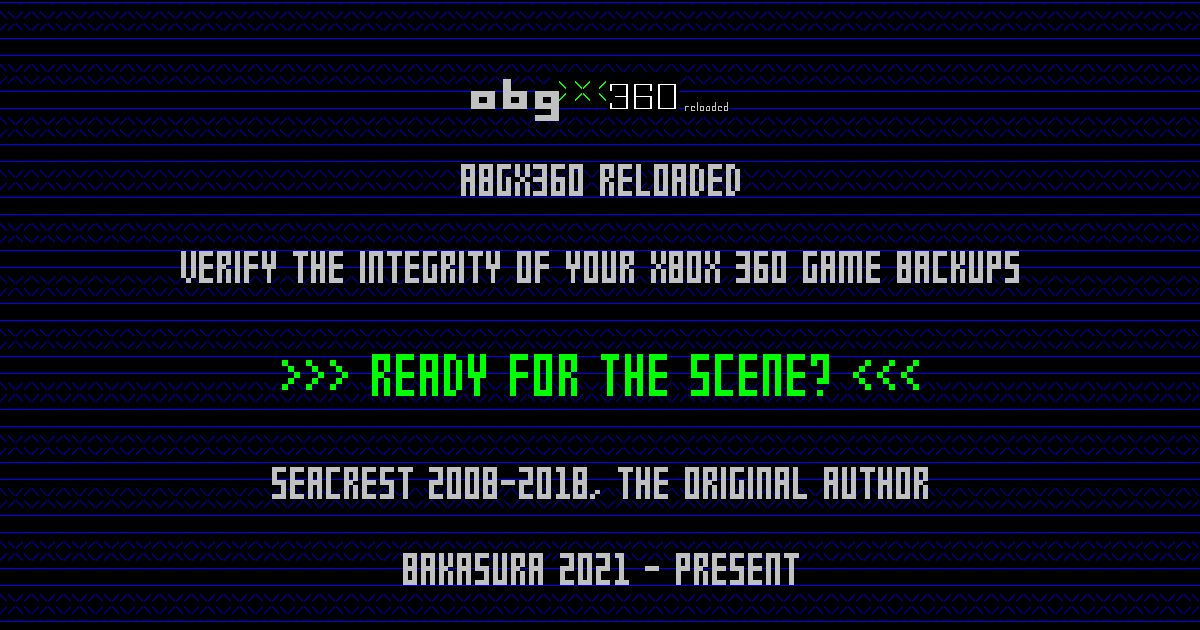 abgx360 reloaded
ABGX360 RELOADED
VERIFY THE INTEGRITY OF YOUR XBOX 360 GAME BACKUPS
>>> READY FOR THE SCENE? <<<
SEACREST 2008-2018, THE ORIGINAL AUTHOR
BAKASURA 2021 - PRESENT